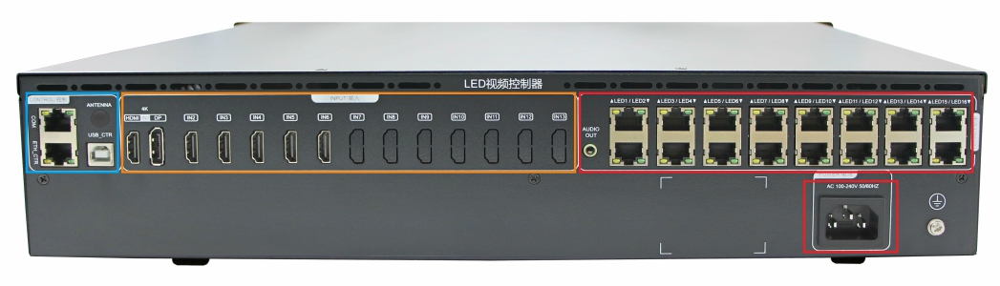 LED视频控制器
CONTROL/控制
ANTENNA
COM
USB_CTR
ETH_CTR
INPUT 输入
4K
HDMI IN1 DP
IN2
IN3
IN4
IN5
IN6
IN7
IN8
IN9
IN10
IN11
IN12
IN13
AUDIO
OUT
▲LED1 / LED2▼
▲LED3 / LED4▼
▲LED5 / LED6▼
▲LED7 / LED8▼
▲LED9 / LED10▼
▲LED11 / LED12▼
▲LED13 / LED14▼
▲LED15 / LED16▼
AC 100-240V 50/60HZ